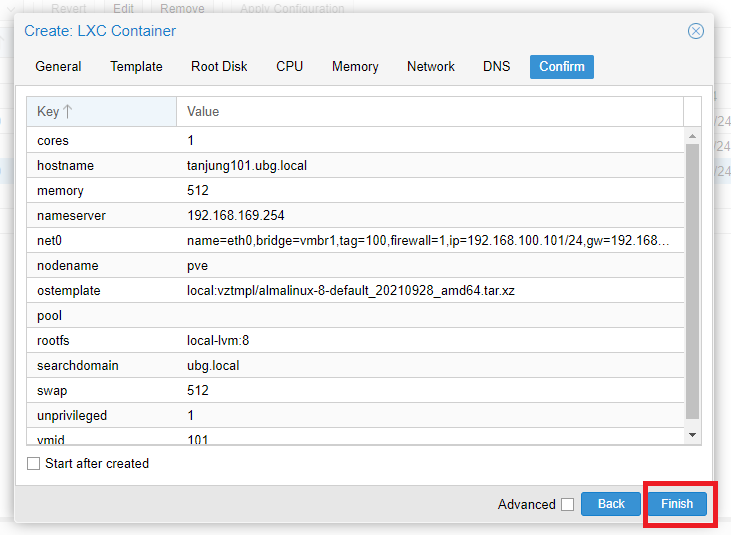 Revert Edit Remove Apply Configuration
Create: LXC Container
General Template Root Disk CPU Memory Network DNS Confirm
Key Value
cores 1
hostname tanjung101.ubg.local
memory 512
nameserver 192.168.169.254
net0 name=eth0,bridge=vmbr1,tag=100,firewall=1,ip=192.168.100.101/24,gw=192.168...
nodename pve
ostemplate local:vztmpl/almalinux-8-default_20210928_amd64.tar.xz
pool
rootfs local-lvm:8
searchdomain ubg.local
swap 512
unprivileged 1
vmid 101
Start after created
Advanced Back Finish